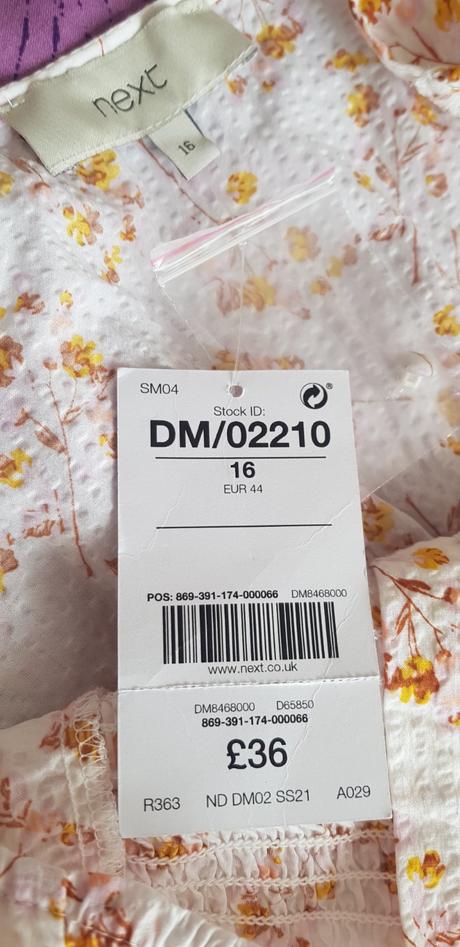 next
16
SM04
®
Stock ID:
DM/02210
16
EUR 44
POS: 869-391-174-000066 DM8468000
www.next.co.uk
DM8468000 D65850
869-391-174-000066
£36
R363 ND DM02 SS21 A029